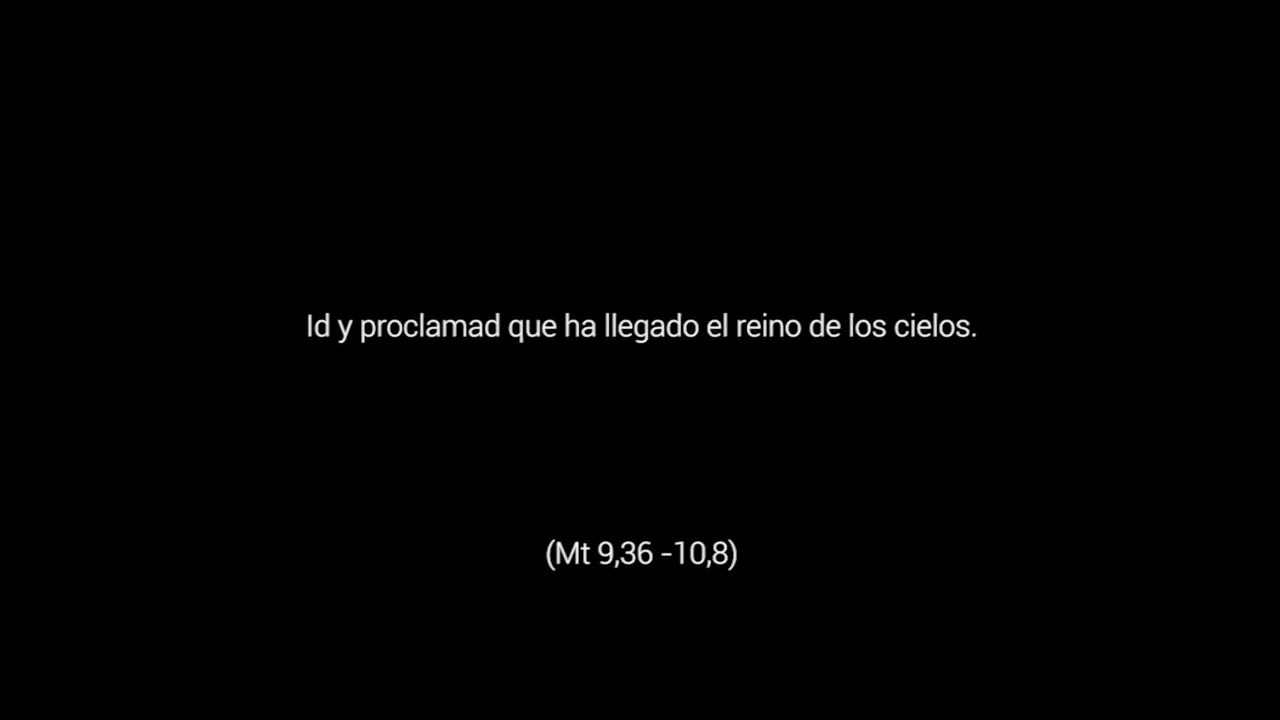 Id y proclamad que ha llegado el reino de los cielos.
(Mt 9,36 -10,8)